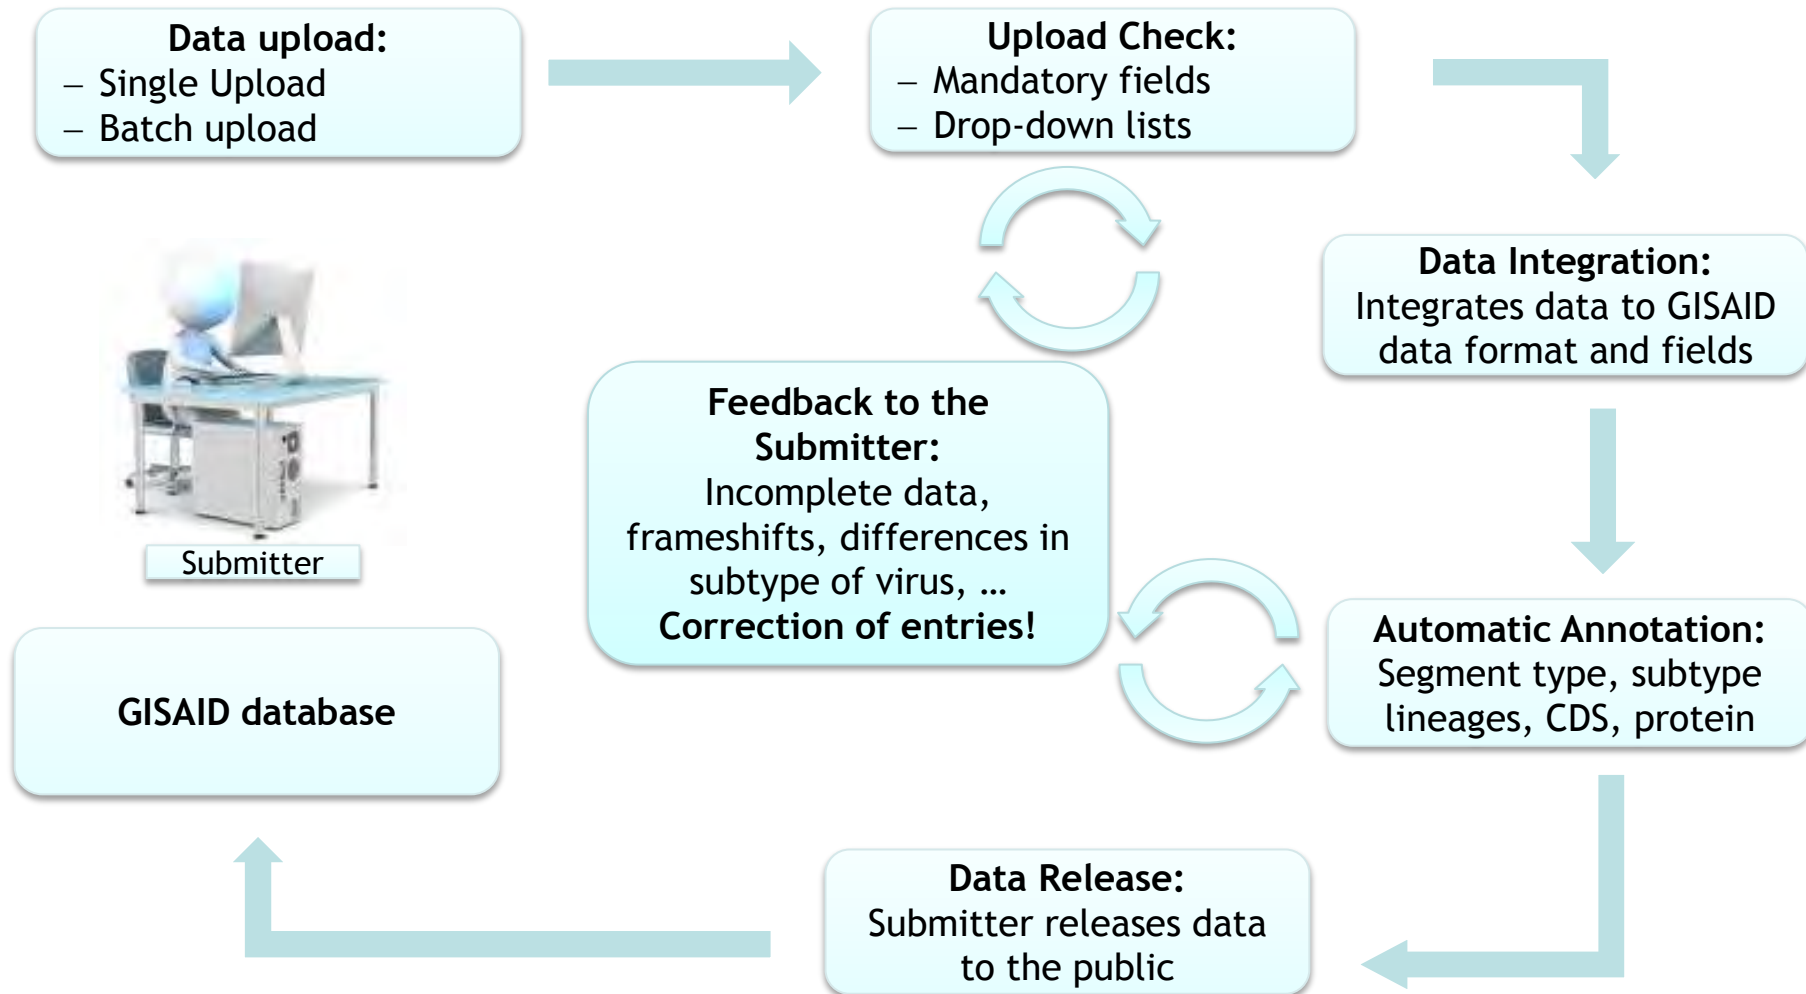 Data upload:
– Single Upload
– Batch upload
Upload Check:
– Mandatory fields
– Drop-down lists
Data Integration:
Integrates data to GISAID
data format and fields
Feedback to the
Submitter:
Incomplete data,
frameshifts, differences in
subtype of virus, …
Correction of entries!
Submitter
Automatic Annotation:
Segment type, subtype
lineages, CDS, protein
GISAID database
Data Release:
Submitter releases data
to the public